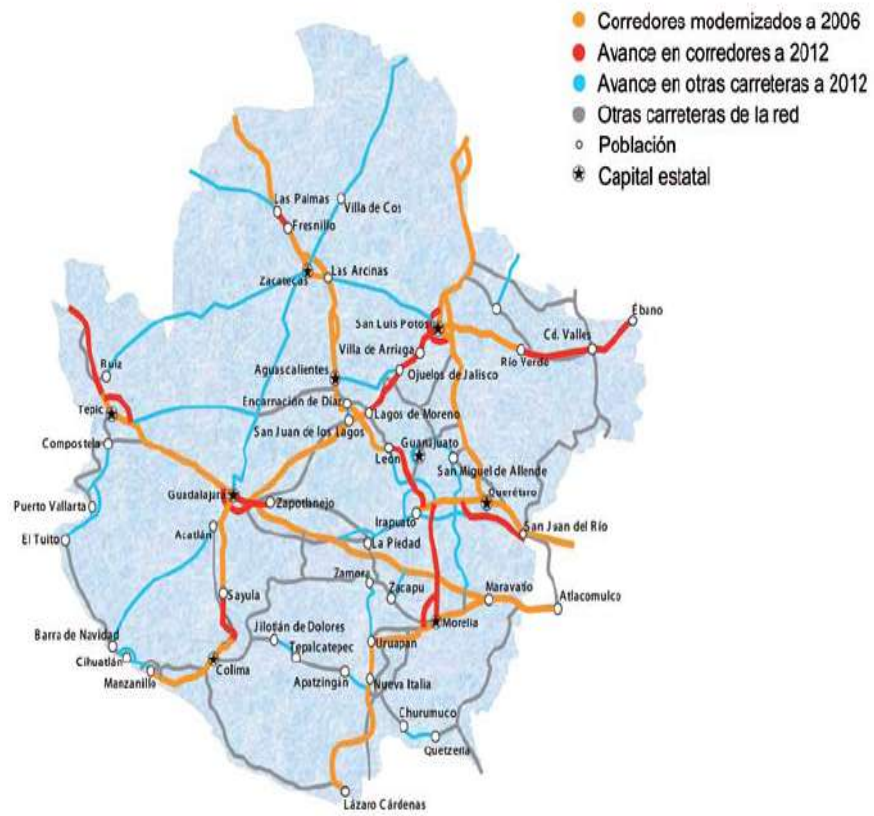 Corredores modernizados a 2006
Avance en corredores a 2012
Avance en otras carreteras a 2012
Otras carreteras de la red
Población
Capital estatal
Las Palmas
Villa de Cos
Fresnillo
Zacatecas
Las Arcinas
San Luis Potosí
Ébano
Cd. Valles
Villa de Arriaga
Río Verde
Ruiz
Aguascalientes
Ojuelos de Jalisco
Encarnación de Díaz
Tepic
Lagos de Moreno
San Juan de los Lagos
Guanajuato
Compostela
León
San Miguel de Allende
Guadalajara
Querétaro
Zapotlanejo
Puerto Vallarta
Irapuato
San Juan del Río
Acatlán
El Tuito
La Piedad
Zamora
Zacapu
Maravatío
Sayula
Atlacomulco
Jilotlán de Dolores
Morelia
Barra de Navidad
Uruapan
Tepalcatepec
Cihuatlán
Colima
Manzanillo
Apatzingán
Nueva Italia
Churumuco
Quetzeria
Lázaro Cárdenas